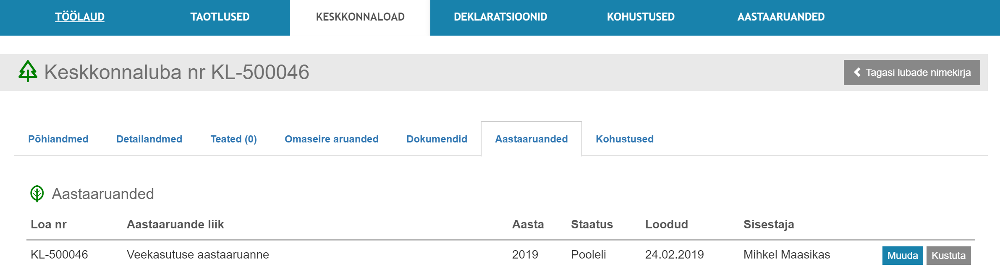 TÖÖLAUD TAOTLUSED KESKKONNALOAD DEKLARATSIOONID KOHUSTUSED AASTAARUANDED
Keskkonnaluba nr KL-500046 Tagasi lubade nimekirja
Põhiandmed Detailandmed Teated (0) Omaseire aruanded Dokumendid Aastaaruanded Kohustused
Aastaaruanded
Loa nr Aastaaruande liik Aasta Staatus Loodud Sisestaja
KL-500046 Veekasutuse aastaaruanne 2019 Pooleli 24.02.2019 Mihkel Maasikas Muuda Kustuta